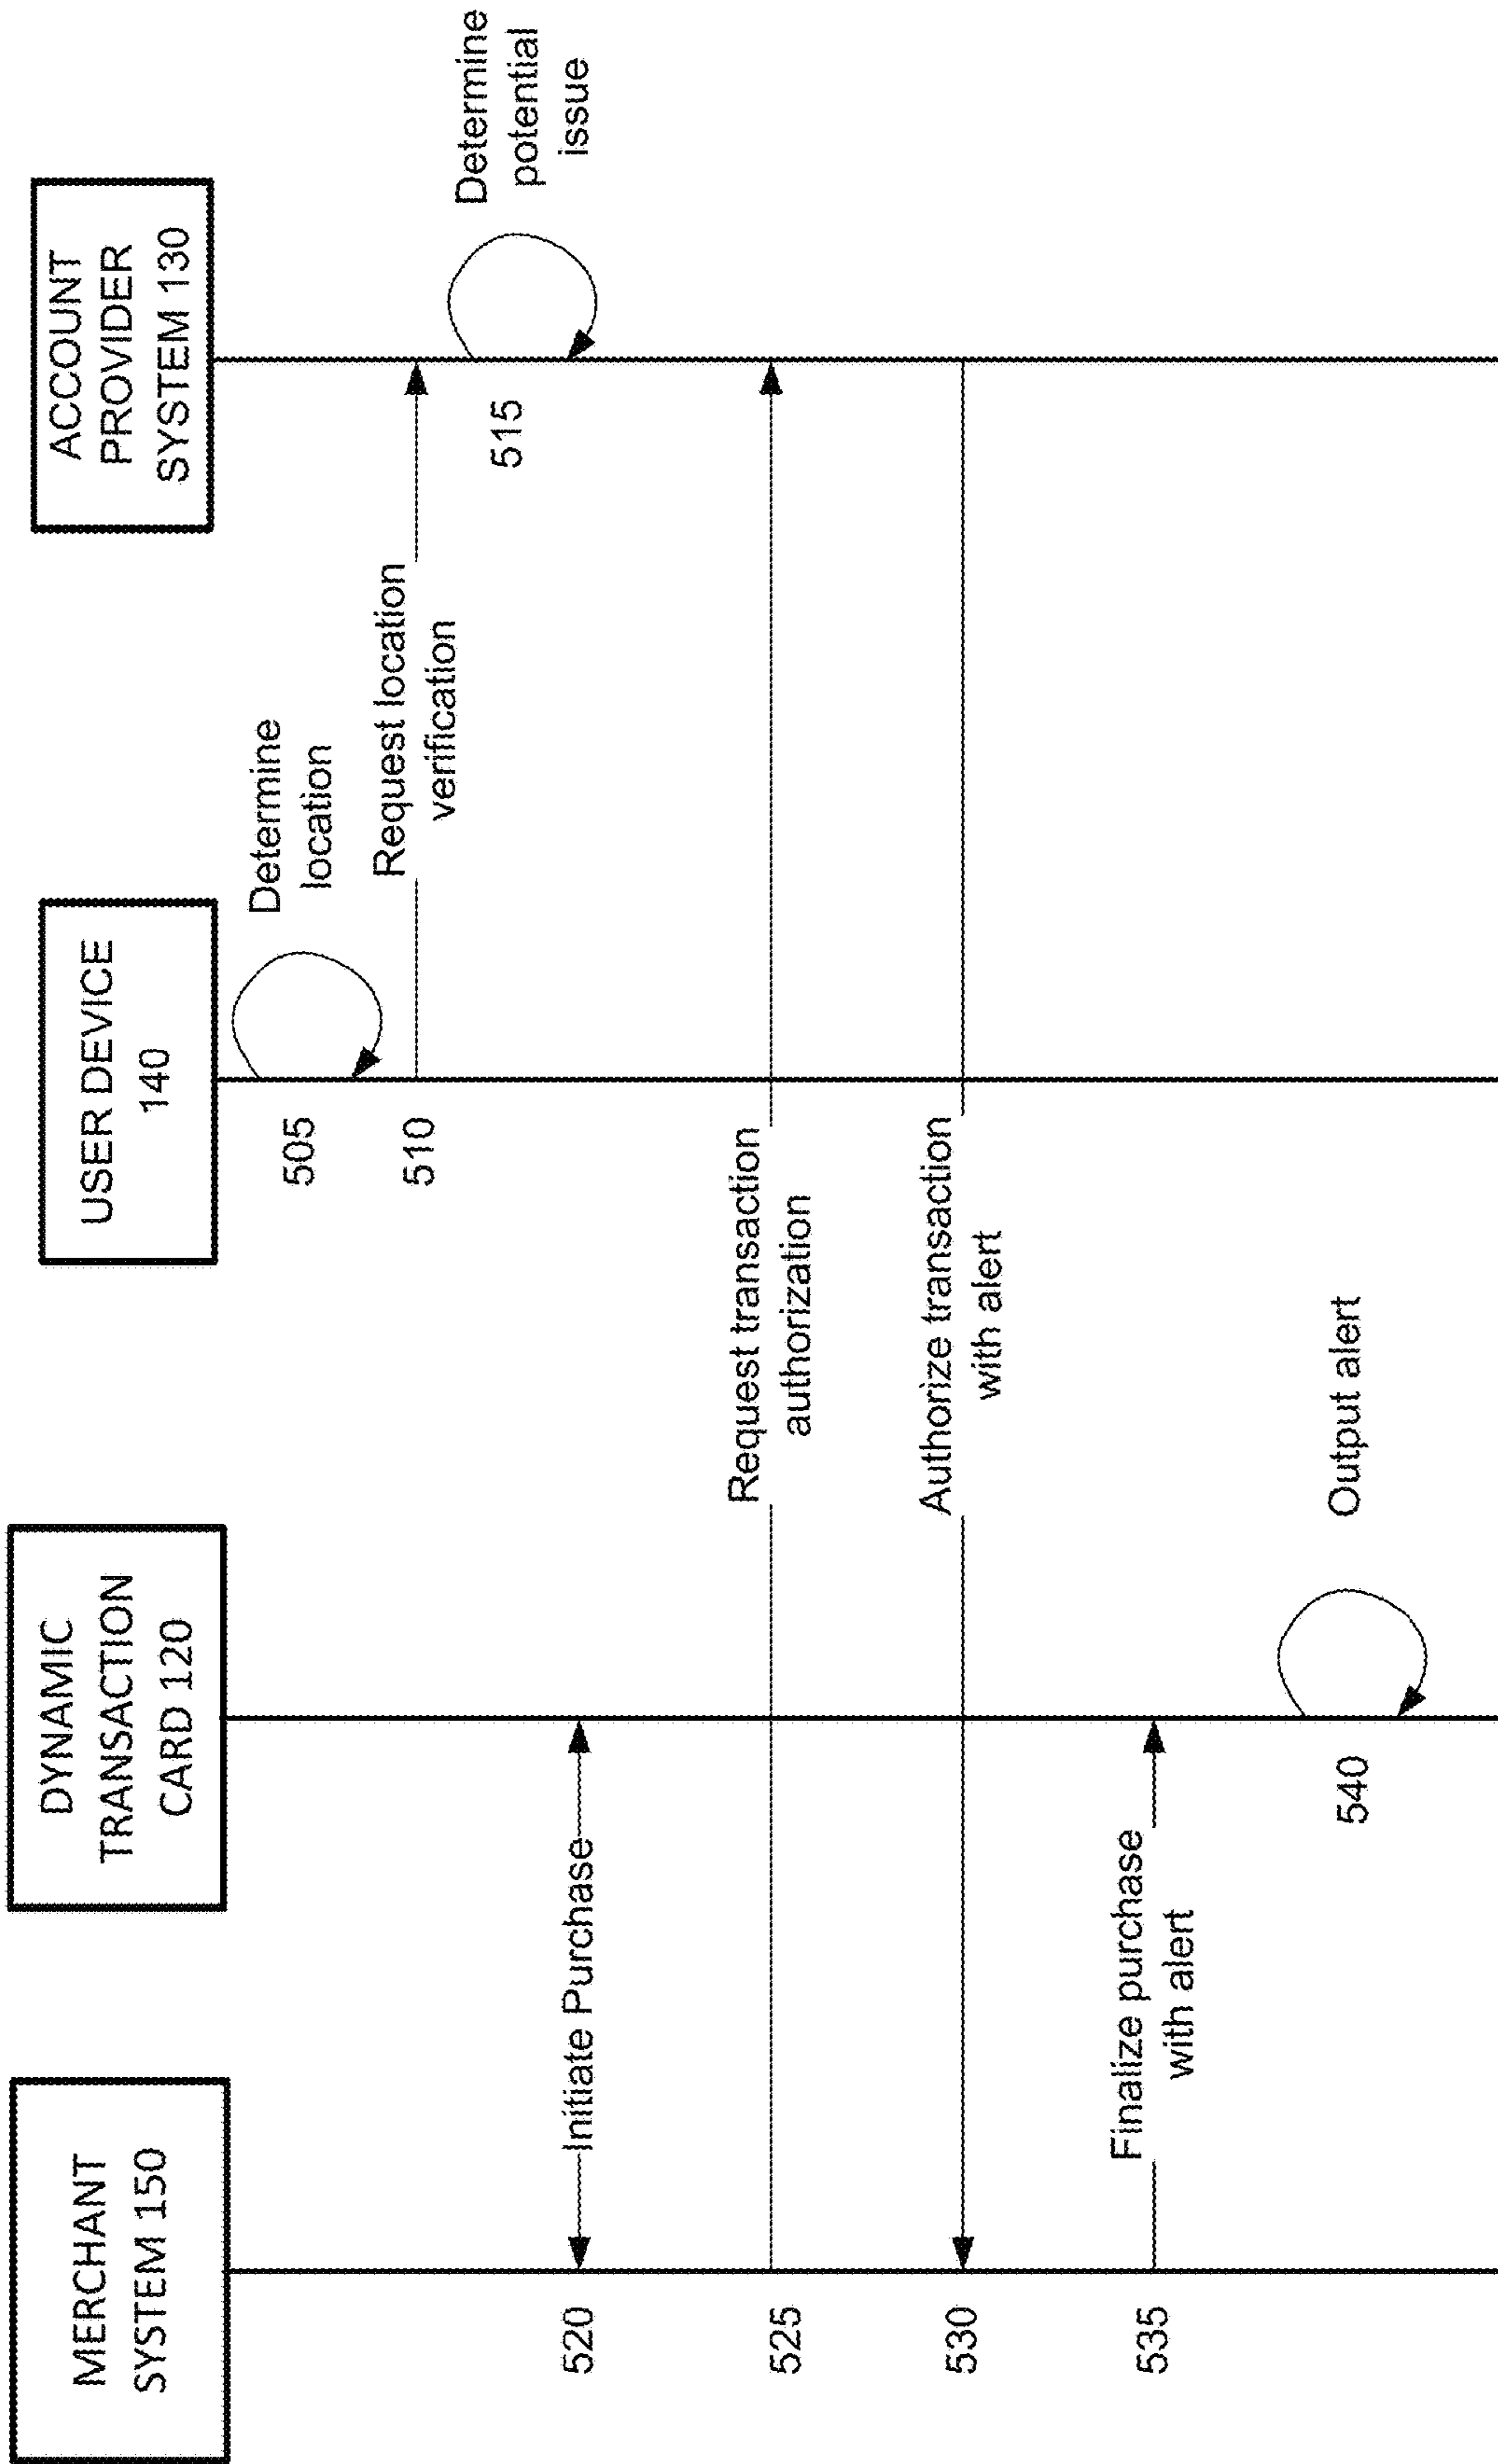 MERCHANT
SYSTEM 150
DYNAMIC
TRANSACTION
CARD 120
USER DEVICE
140
ACCOUNT
PROVIDER
SYSTEM 130
505
Determine
location
510
Request location
verification
515
Determine
potential
issue
520
Initiate Purchase
525
Request transaction
authorization
530
Authorize transaction
with alert
535
Finalize purchase
with alert
540
Output alert